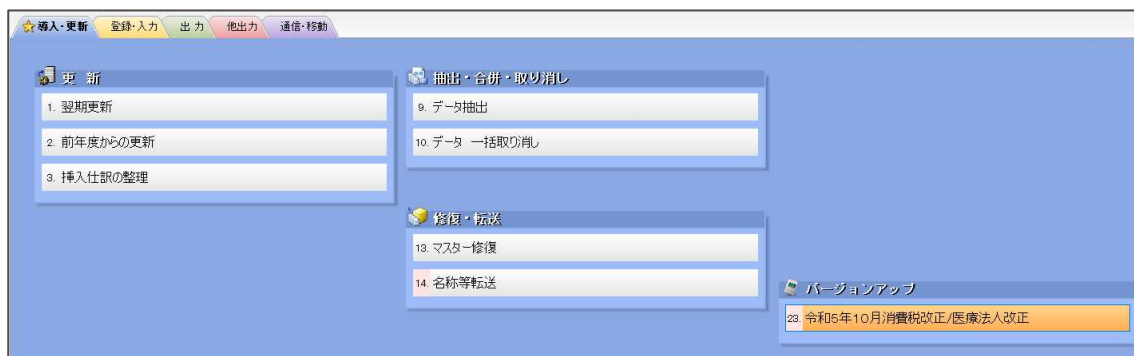 導入・更新 登録・入力 出力 他出力 通信・移動
更 新
1. 翌期更新
2. 前年度からの更新
3. 挿入仕訳の整理
抽出・合併・取り消し
9. データ抽出
10. データ 一括取り消し
修復・転送
13. マスター修復
14. 名称等転送
バージョンアップ
23. 令和5年10月消費税改正/医療法人改正